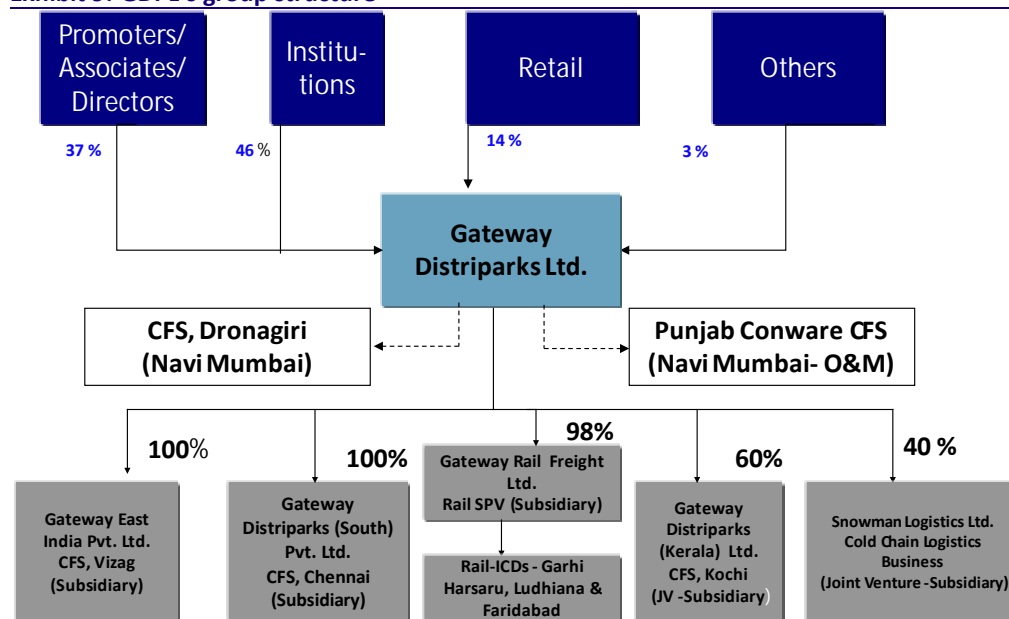 Promoters/
Associates/
Directors
Institu-
tions
Retail
Others
37 %
46 %
14 %
3 %
Gateway
Distriparks Ltd.
CFS, Dronagiri
(Navi Mumbai)
Punjab Conware CFS
(Navi Mumbai- O&M)
100%
100%
98%
60%
40 %
Gateway East
India Pvt. Ltd.
CFS, Vizag
(Subsidiary)
Gateway
Distriparks (South)
Pvt. Ltd.
CFS, Chennai
(Subsidiary)
Gateway Rail Freight
Ltd.
Rail SPV (Subsidiary)
Rail-ICDs - Garhi
Harsaru, Ludhiana &
Faridabad
Gateway
Distriparks
(Kerala) Ltd.
CFS, Kochi
(JV -Subsidiary)
Snowman Logistics Ltd.
Cold Chain Logistics
Business
(Joint Venture -Subsidiary)